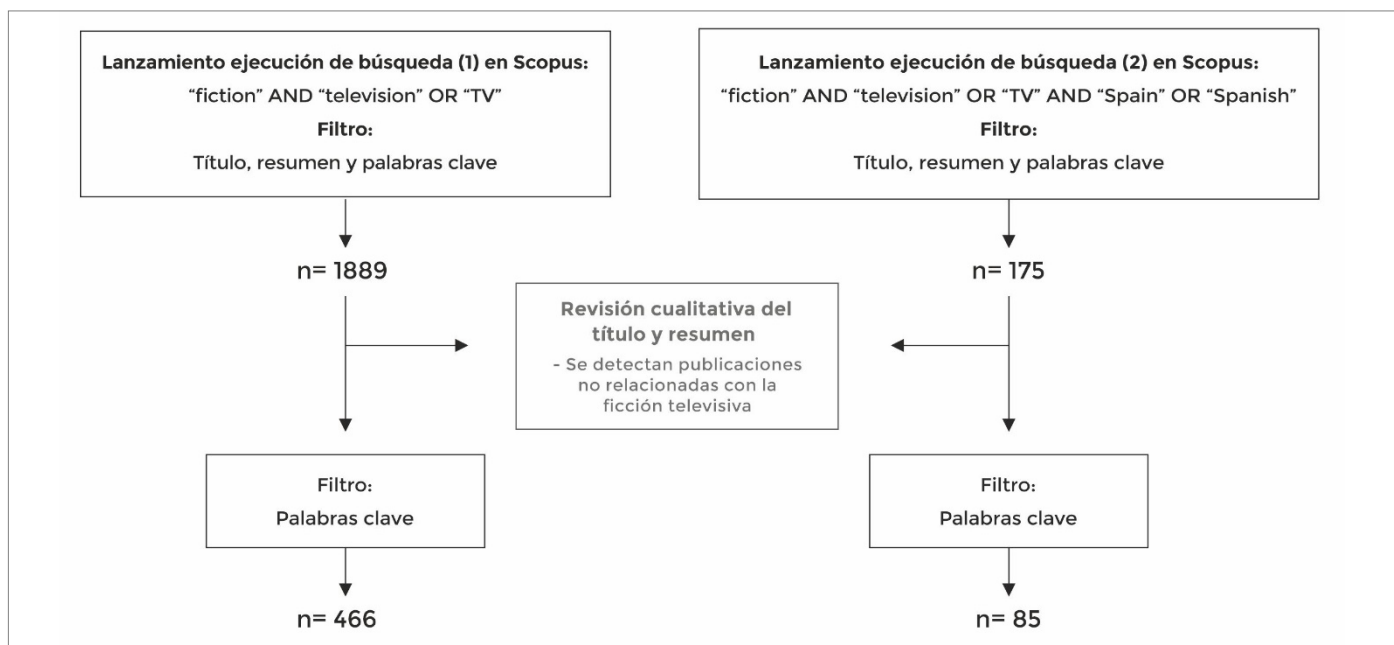 Lanzamiento ejecución de búsqueda (1) en Scopus:
“fiction” AND “television” OR “TV”
Filtro:
Título, resumen y palabras clave
Lanzamiento ejecución de búsqueda (2) en Scopus:
“fiction” AND “television” OR “TV” AND “Spain” OR “Spanish”
Filtro:
Título, resumen y palabras clave
n= 1889
n= 175
Revisión cualitativa del
título y resumen
- Se detectan publicaciones
no relacionadas con la
ficción televisiva
Filtro:
Palabras clave
Filtro:
Palabras clave
n= 466
n= 85